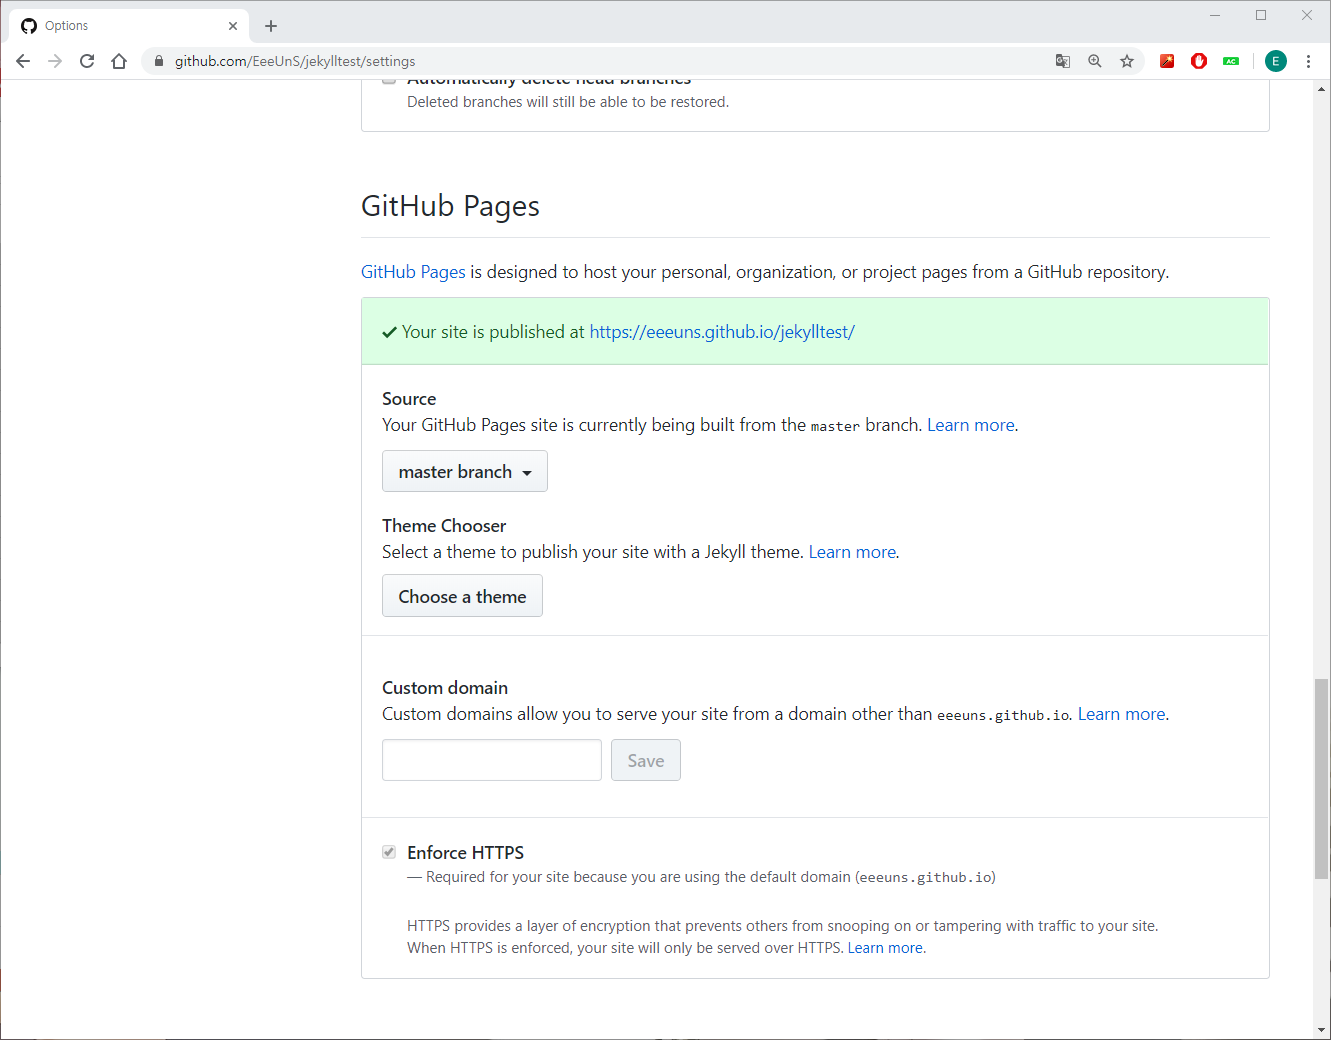 Options
github.com/EeeUnS/jekylltest/settings
AC
E
Automatically delete head branches
Deleted branches will still be able to be restored.
GitHub Pages
GitHub Pages is designed to host your personal, organization, or project pages from a GitHub repository.
Your site is published at https://eeeuns.github.io/jekylltest/
Source
Your GitHub Pages site is currently being built from the master branch. Learn more.
master branch
Theme Chooser
Select a theme to publish your site with a Jekyll theme. Learn more.
Choose a theme
Custom domain
Custom domains allow you to serve your site from a domain other than eeeuns.github.io. Learn more.
Save
Enforce HTTPS
— Required for your site because you are using the default domain (eeeuns.github.io)
HTTPS provides a layer of encryption that prevents others from snooping on or tampering with traffic to your site.
When HTTPS is enforced, your site will only be served over HTTPS. Learn more.